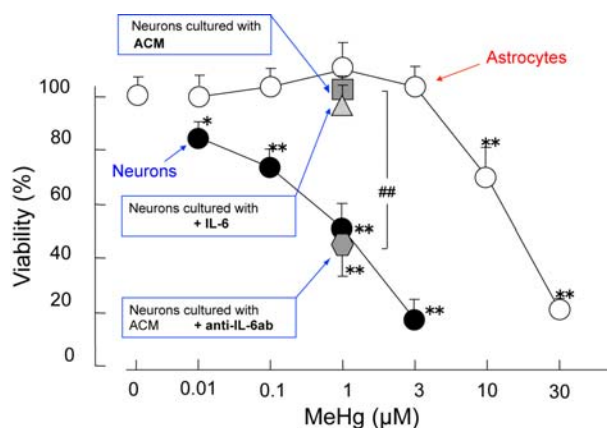 Neurons cultured with
ACM
Astrocytes
Neurons
Neurons cultured with
+ IL-6
Neurons cultured with
ACM + anti-IL-6ab
*
**
**
**
**
**
**
##
Viability (%)
100
80
60
40
20
0
0 0.01 0.1 1 3 10 30
MeHg (µM)